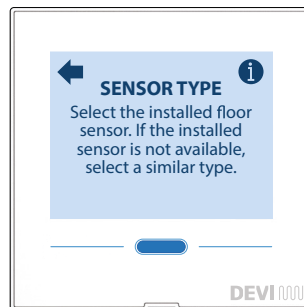 SENSOR TYPE
Select the installed floor
sensor. If the installed
sensor is not available,
select a similar type.
DEVI